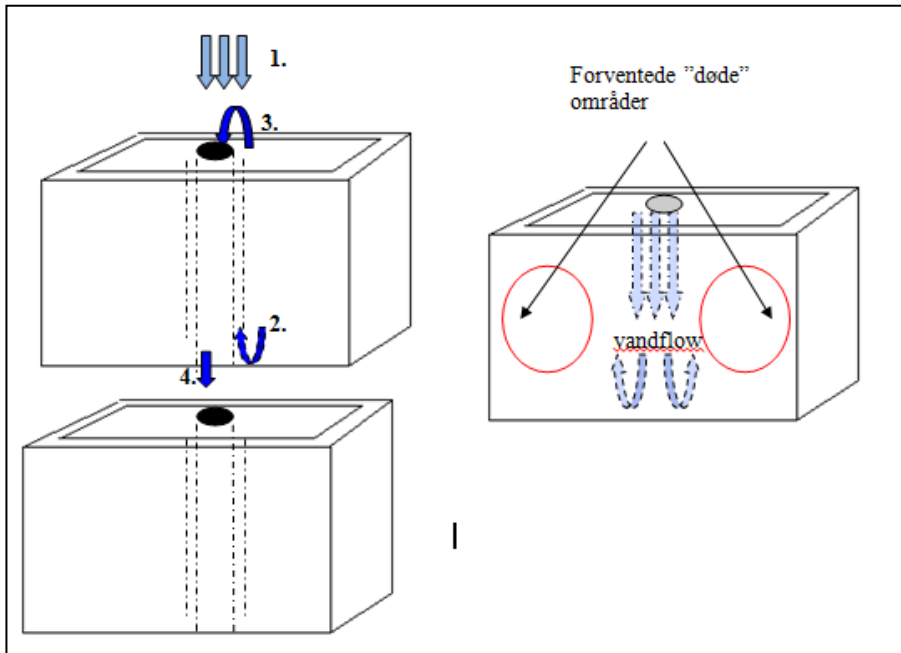 1.
3.
2.
4.
Forventede ”døde”
områder
vandflow